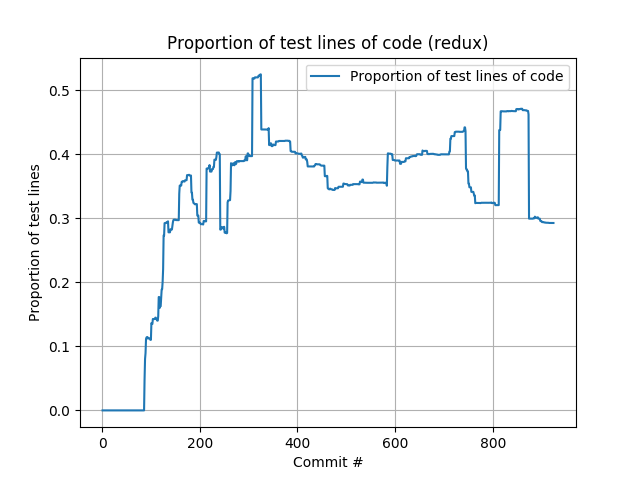 Proportion of test lines of code (redux)
Proportion of test lines of code
0.5
0.4
0.3
0.2
0.1
0.0
Proportion of test lines
0 200 400 600 800
Commit #